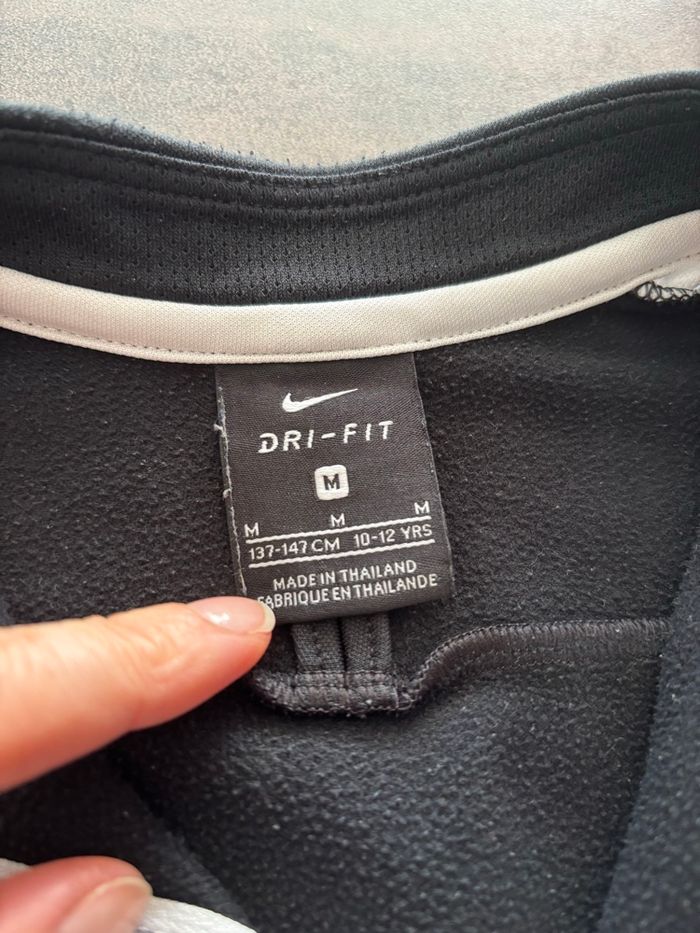 DRI-FIT
M
M M M
137-147 CM 10-12 YRS
MADE IN THAILAND
FABRIQUE EN THAILANDE